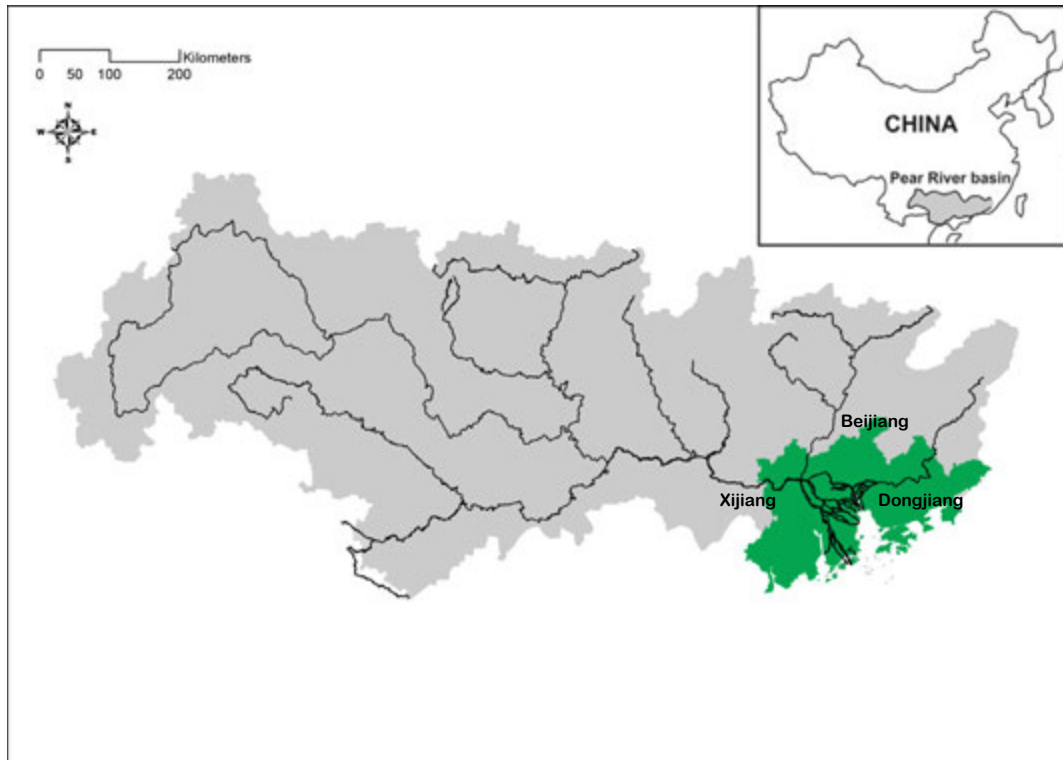 Kilometers
0 50 100 200
N
W E
S
CHINA
Pear River basin
Beijiang
Xijiang
Dongjiang